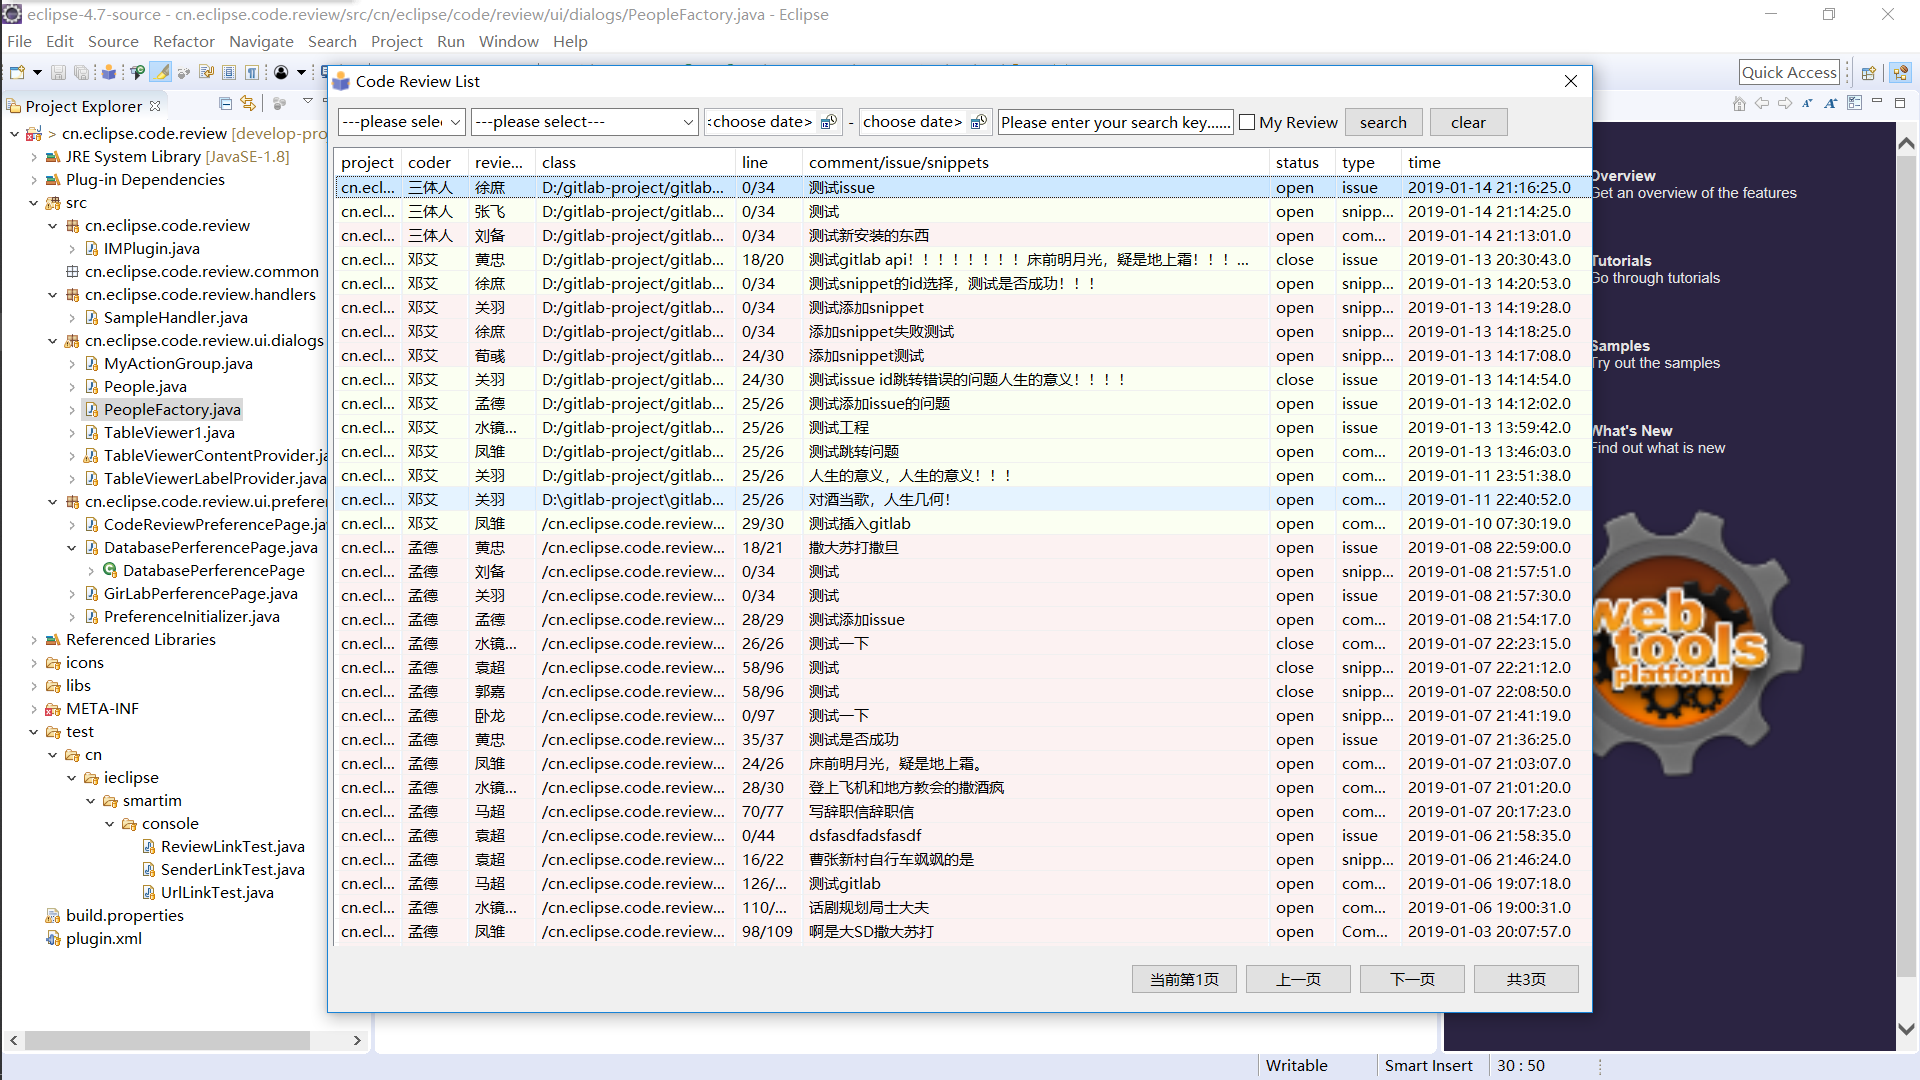 eclipse-4.7-source - cn.eclipse.code.review/src/cn/eclipse/code/review/ui/dialogs/PeopleFactory.java - Eclipse
File Edit Source Refactor Navigate Search Project Run Window Help
Quick Access
Project Explorer
> cn.eclipse.code.review [develop-pro
JRE System Library [JavaSE-1.8]
Plug-in Dependencies
src
cn.eclipse.code.review
IMPlugin.java
cn.eclipse.code.review.common
cn.eclipse.code.review.handlers
SampleHandler.java
cn.eclipse.code.review.ui.dialogs
MyActionGroup.java
People.java
PeopleFactory.java
TableViewer1.java
TableViewerContentProvider.ja
TableViewerLabelProvider.java
cn.eclipse.code.review.ui.prefere
CodeReviewPreferencePage.ja
DatabasePerferencePage.java
DatabasePerferencePage
GirLabPerferencePage.java
PreferenceInitializer.java
Referenced Libraries
icons
libs
META-INF
test
cn
ieclipse
smartim
console
ReviewLinkTest.java
SenderLinkTest.java
UrlLinkTest.java
build.properties
plugin.xml
Code Review List
---please sele ---please select--- <choose date> - choose date> Please enter your search key...... My Review search clear
project coder revie... class line comment/issue/snippets status type time
cn.ecl... 三体人 徐庶 D:/gitlab-project/gitlab... 0/34 测试issue open issue 2019-01-14 21:16:25.0
cn.ecl... 三体人 张飞 D:/gitlab-project/gitlab... 0/34 测试 open snipp... 2019-01-14 21:14:25.0
cn.ecl... 三体人 刘备 D:/gitlab-project/gitlab... 0/34 测试新安装的东西 open com... 2019-01-14 21:13:01.0
cn.ecl... 邓艾 黄忠 D:/gitlab-project/gitlab... 18/20 测试gitlab api！！！！！！！！床前明月光，疑是地上霜！！！... close issue 2019-01-13 20:30:43.0
cn.ecl... 邓艾 徐庶 D:/gitlab-project/gitlab... 0/34 测试snippet的id选择，测试是否成功！！！ open snipp... 2019-01-13 14:20:53.0
cn.ecl... 邓艾 关羽 D:/gitlab-project/gitlab... 0/34 测试添加snippet open snipp... 2019-01-13 14:19:28.0
cn.ecl... 邓艾 徐庶 D:/gitlab-project/gitlab... 0/34 添加snippet失败测试 open snipp... 2019-01-13 14:18:25.0
cn.ecl... 邓艾 荀彧 D:/gitlab-project/gitlab... 24/30 添加snippet测试 open snipp... 2019-01-13 14:17:08.0
cn.ecl... 邓艾 关羽 D:/gitlab-project/gitlab... 24/30 测试issue id跳转错误的问题人生的意义！！！！ close issue 2019-01-13 14:14:54.0
cn.ecl... 邓艾 孟德 D:/gitlab-project/gitlab... 25/26 测试添加issue的问题 open issue 2019-01-13 14:12:02.0
cn.ecl... 邓艾 水镜... D:/gitlab-project/gitlab... 25/26 测试工程 open issue 2019-01-13 13:59:42.0
cn.ecl... 邓艾 凤雏 D:/gitlab-project/gitlab... 25/26 测试跳转问题 open com... 2019-01-13 13:46:03.0
cn.ecl... 邓艾 关羽 D:/gitlab-project/gitlab... 25/26 人生的意义，人生的意义！！！ open com... 2019-01-11 23:51:38.0
cn.ecl... 邓艾 关羽 D:\gitlab-project\gitlab... 25/26 对酒当歌，人生几何！ open com... 2019-01-11 22:40:52.0
cn.ecl... 邓艾 凤雏 /cn.eclipse.code.review... 29/30 测试插入gitlab open com... 2019-01-10 07:30:19.0
cn.ecl... 孟德 黄忠 /cn.eclipse.code.review... 18/21 撒大苏打撒旦 open issue 2019-01-08 22:59:00.0
cn.ecl... 孟德 刘备 /cn.eclipse.code.review... 0/34 测试 open snipp... 2019-01-08 21:57:51.0
cn.ecl... 孟德 关羽 /cn.eclipse.code.review... 0/34 测试 open issue 2019-01-08 21:57:30.0
cn.ecl... 孟德 孟德 /cn.eclipse.code.review... 28/29 测试添加issue open com... 2019-01-08 21:54:17.0
cn.ecl... 孟德 水镜... /cn.eclipse.code.review... 26/26 测试一下 close com... 2019-01-07 22:23:15.0
cn.ecl... 孟德 袁超 /cn.eclipse.code.review... 58/96 测试 close snipp... 2019-01-07 22:21:12.0
cn.ecl... 孟德 郭嘉 /cn.eclipse.code.review... 58/96 测试 close snipp... 2019-01-07 22:08:50.0
cn.ecl... 孟德 卧龙 /cn.eclipse.code.review... 0/97 测试一下 open snipp... 2019-01-07 21:41:19.0
cn.ecl... 孟德 黄忠 /cn.eclipse.code.review... 35/37 测试是否成功 open issue 2019-01-07 21:36:25.0
cn.ecl... 孟德 凤雏 /cn.eclipse.code.review... 24/26 床前明月光，疑是地上霜。 open com... 2019-01-07 21:03:07.0
cn.ecl... 孟德 水镜... /cn.eclipse.code.review... 28/30 登上飞机和地方教会的撒酒疯 open com... 2019-01-07 21:01:20.0
cn.ecl... 孟德 马超 /cn.eclipse.code.review... 70/77 写辞职信辞职信 open com... 2019-01-07 20:17:23.0
cn.ecl... 孟德 袁超 /cn.eclipse.code.review... 0/44 dsfasdfadsfasdf open issue 2019-01-06 21:58:35.0
cn.ecl... 孟德 袁超 /cn.eclipse.code.review... 16/22 曹张新村自行车飒飒的是 open snipp... 2019-01-06 21:46:24.0
cn.ecl... 孟德 马超 /cn.eclipse.code.review... 126/... 测试gitlab open com... 2019-01-06 19:07:18.0
cn.ecl... 孟德 水镜... /cn.eclipse.code.review... 110/... 话剧规划局士大夫 open com... 2019-01-06 19:00:31.0
cn.ecl... 孟德 凤雏 /cn.eclipse.code.review... 98/109 啊是大SD撒大苏打 open Com... 2019-01-03 20:07:57.0
当前第1页 上一页 下一页 共3页
Overview
Get an overview of the features
Tutorials
Go through tutorials
Samples
Try out the samples
What's New
Find out what is new
web
tools
platform
Writable Smart Insert 30 : 50